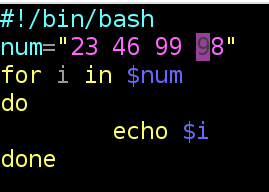 #!/bin/bash
num="23 46 99 98"
for i in $num
do
        echo $i
done